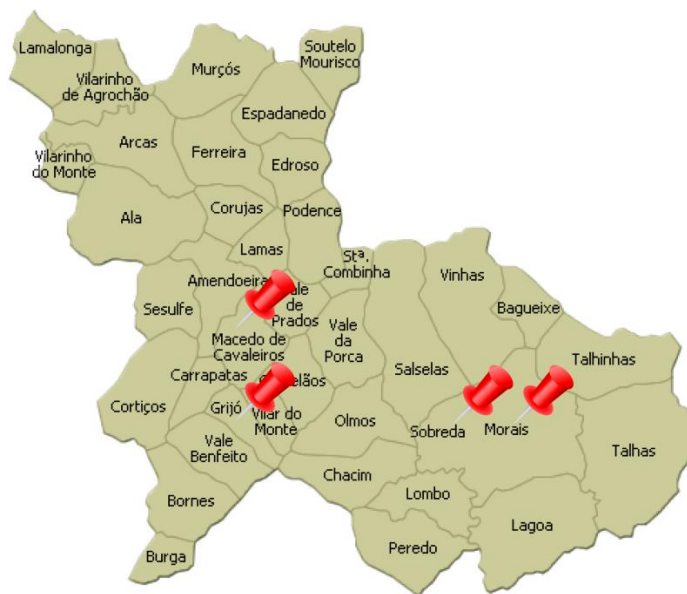 Lamalonga
Vilarinho
de Agrochão
Murçós
Soutelo
Mourisco
Espadanedo
Arcas
Ferreira
Edroso
Vilarinho
do Monte
Ala
Corujas
Podence
Lamas
Stª.
Combinha
Vinhas
Amendoeira
Bagueixe
Sesulfe
de
Prados
Vale
da
Porca
Macedo de
Cavaleiros
Talhinhas
Salselas
Carrapatas
Cortiços
Grijó
Vilar do
Monte
Olmos
Sobreda
Morais
Vale
Benfeito
Talhas
Chacim
Bornes
Lombo
Lagoa
Peredo
Burga